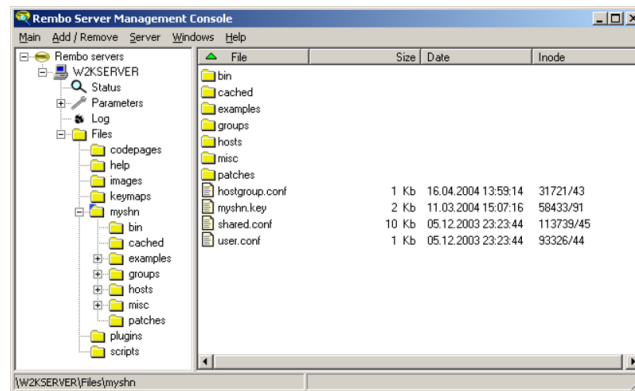 Rembo Server Management Console
Main Add / Remove Server Windows Help
Rembo servers
W2KSERVER
Status
Parameters
Log
Files
codepages
help
images
keymaps
myshn
bin
cached
examples
groups
hosts
misc
patches
plugins
scripts
File Size Date Inode
bin
cached
examples
groups
hosts
misc
patches
hostgroup.conf 1 Kb 16.04.2004 13:59:14 31721/43
myshn.key 2 Kb 11.03.2004 15:07:16 58433/91
shared.conf 10 Kb 05.12.2003 23:23:44 113739/45
user.conf 1 Kb 05.12.2003 23:23:44 93326/44
\W2KSERVER\Files\myshn